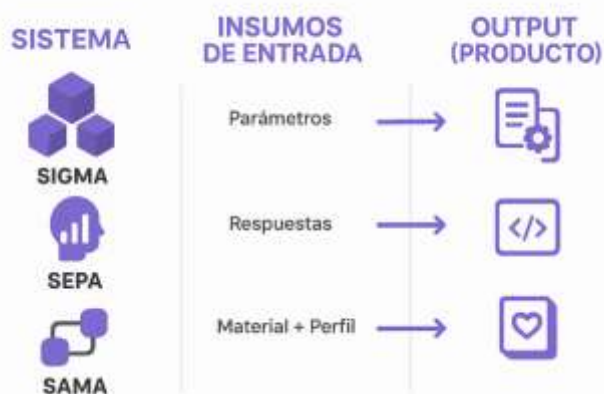 SISTEMA
INSUMOS
DE ENTRADA
OUTPUT
(PRODUCTO)
SIGMA
Parámetros
SEPA
Respuestas
</>
SAMA
Material + Perfil